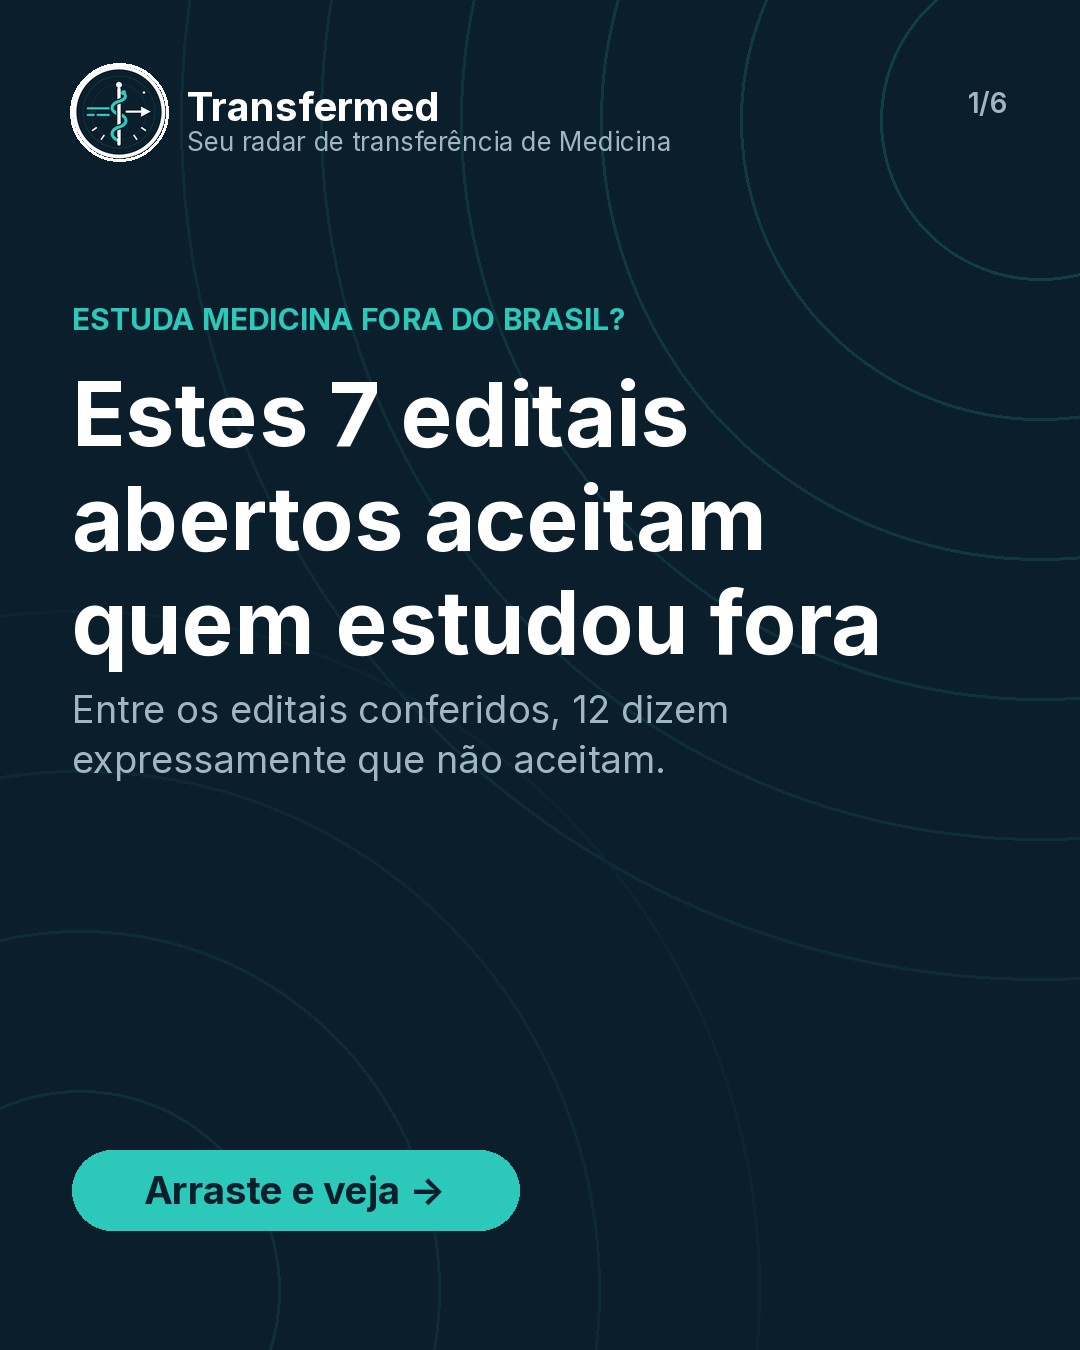 Transfermed
Seu radar de transferência de Medicina
1/6
ESTUDA MEDICINA FORA DO BRASIL?
Estes 7 editais
abertos aceitam
quem estudou fora
Entre os editais conferidos, 12 dizem
expressamente que não aceitam.
Arraste e veja →